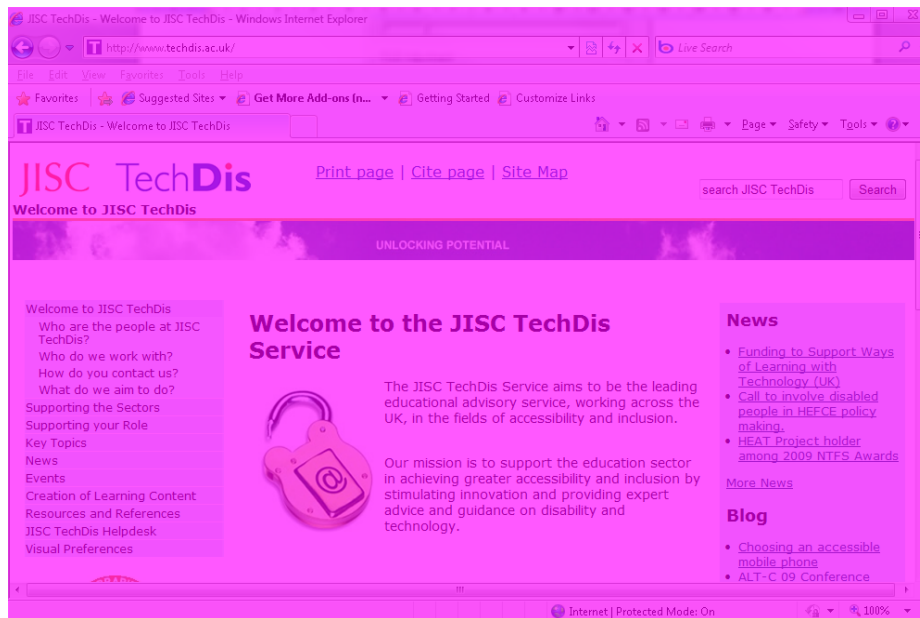 JISC TechDis - Welcome to JISC TechDis - Windows Internet Explorer
http://www.techdis.ac.uk/
Live Search
File Edit View Favorites Tools Help
Favorites Suggested Sites Get More Add-ons (n... Getting Started Customize Links
JISC TechDis - Welcome to JISC TechDis
Page Safety Tools
JISC TechDis
Print page | Cite page | Site Map
search JISC TechDis Search
Welcome to JISC TechDis
UNLOCKING POTENTIAL
Welcome to JISC TechDis
Who are the people at JISC
TechDis?
Who do we work with?
How do you contact us?
What do we aim to do?
Supporting the Sectors
Supporting your Role
Key Topics
News
Events
Creation of Learning Content
Resources and References
JISC TechDis Helpdesk
Visual Preferences
Welcome to the JISC TechDis
Service
The JISC TechDis Service aims to be the leading
educational advisory service, working across the
UK, in the fields of accessibility and inclusion.
@
Our mission is to support the education sector
in achieving greater accessibility and inclusion by
stimulating innovation and providing expert
advice and guidance on disability and
technology.
News
• Funding to Support Ways
of Learning with
Technology (UK)
• Call to involve disabled
people in HEFCE policy
making.
• HEAT Project holder
among 2009 NTFS Awards
More News
Blog
• Choosing an accessible
mobile phone
• ALT-C 09 Conference
Internet | Protected Mode: On
100%